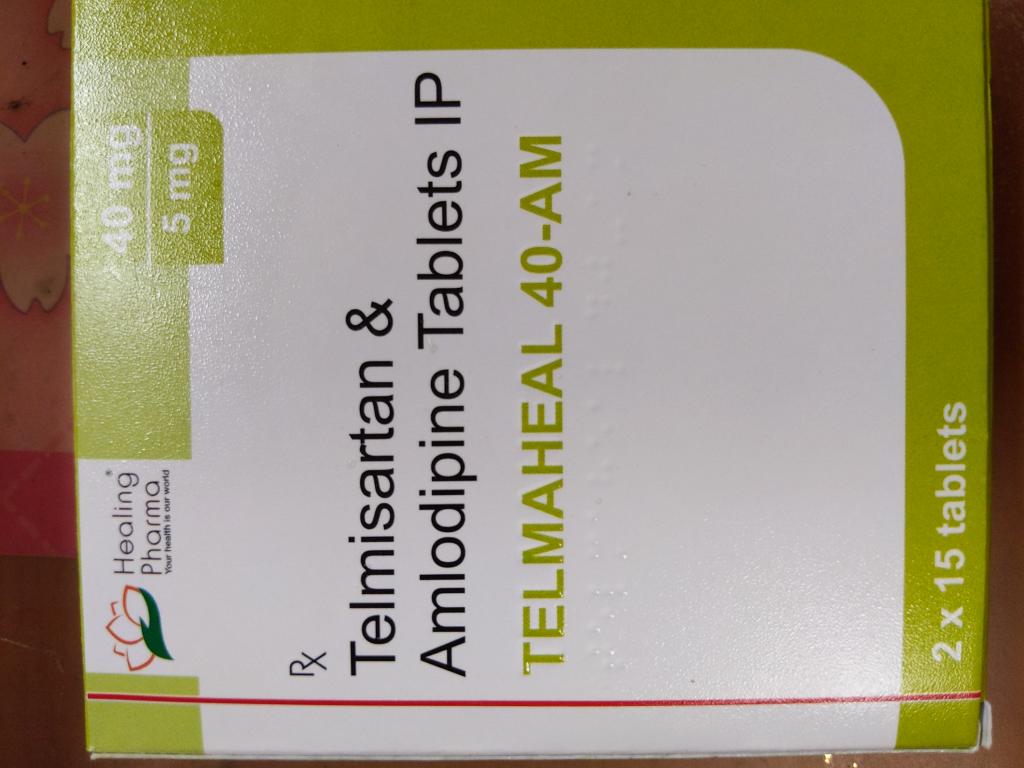 Healing®
Pharma
Your health is our world
40 mg
5 mg
Rx
Telmisartan &
Amlodipine Tablets IP
TELMAHEAL 40-AM
2 x 15 tablets